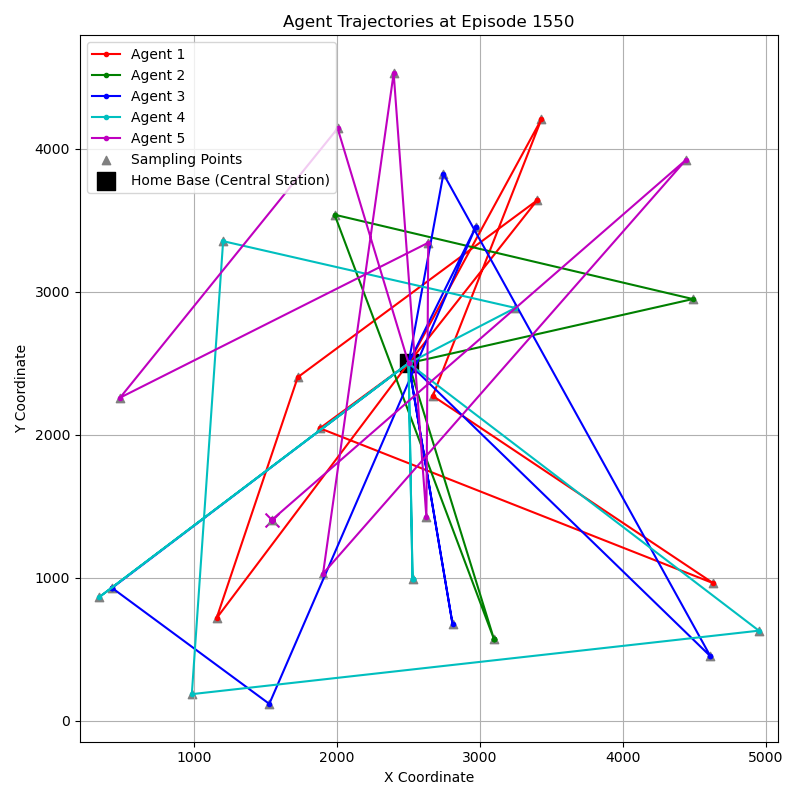 Agent Trajectories at Episode 1550
Agent 1
Agent 2
Agent 3
Agent 4
Agent 5
Sampling Points
Home Base (Central Station)
4000
3000
2000
1000
0
Y Coordinate
1000 2000 3000 4000 5000
X Coordinate